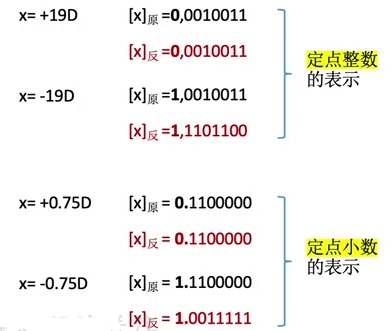 x= +19D [x]原 =0,0010011
[x]反 =0,0010011
x= -19D [x]原 =1,0010011
[x]反 =1,1101100
定点整数
的表示
x= +0.75D [x]原 = 0.1100000
[x]反 = 0.1100000
x= -0.75D [x]原 = 1.1100000
[x]反 = 1.0011111
定点小数
的表示